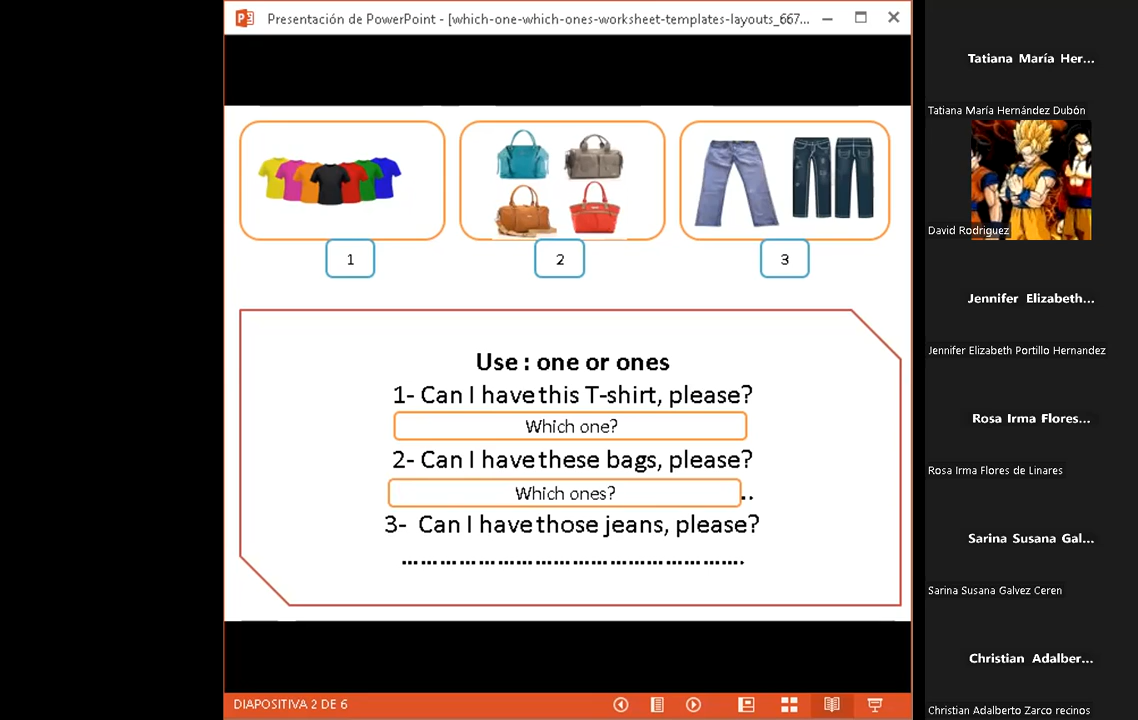 Presentación de PowerPoint - [which-one-which-ones-worksheet-templates-layouts_667...
1
2
3
Use : one or ones
1- Can I have this T-shirt, please?
Which one?
2- Can I have these bags, please?
Which ones?
..
3- Can I have those jeans, please?
……………………………………………….
DIAPOSITIVA 2 DE 6
Tatiana María Her...
Tatiana María Hernández Dubón
David Rodriguez
Jennifer Elizabeth...
Jennifer Elizabeth Portillo Hernandez
Rosa Irma Flores...
Rosa Irma Flores de Linares
Sarina Susana Gal...
Sarina Susana Galvez Ceren
Christian Adalber...
Christian Adalberto Zarco recinos